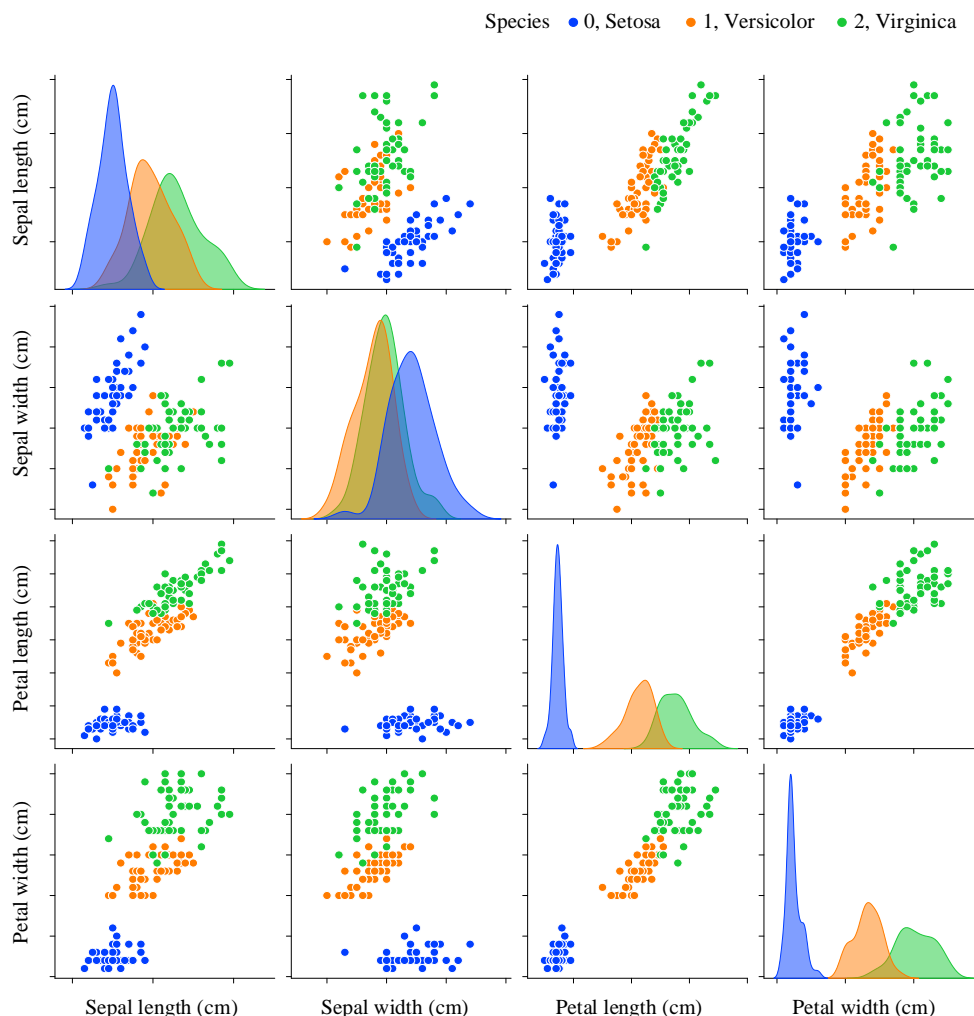 Species 0, Setosa 1, Versicolor 2, Virginica
Sepal length (cm)
Sepal width (cm)
Petal length (cm)
Petal width (cm)
Sepal length (cm) Sepal width (cm) Petal length (cm) Petal width (cm)